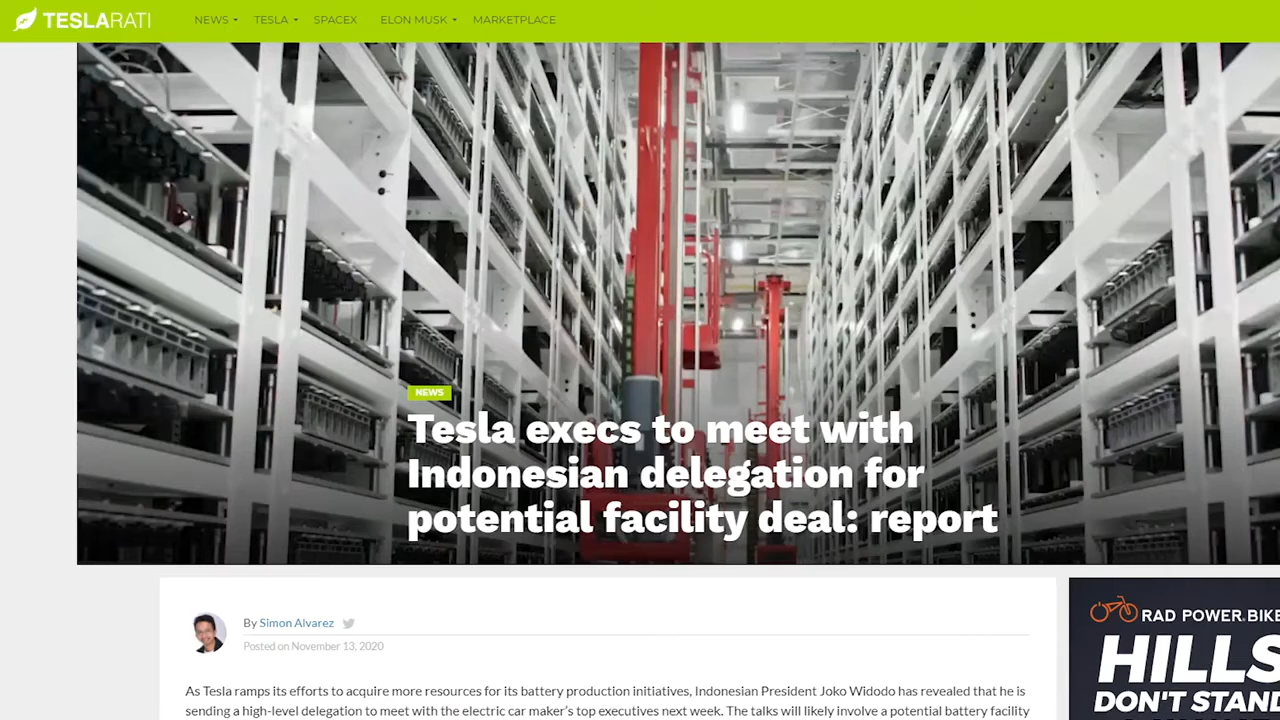 TESLARATI
NEWS TESLA SPACEX ELON MUSK MARKETPLACE
NEWS
Tesla execs to meet with
Indonesian delegation for
potential facility deal: report
By Simon Alvarez
Posted on November 13, 2020
As Tesla ramps its efforts to acquire more resources for its battery production initiatives, Indonesian President Joko Widodo has revealed that he is
sending a high-level delegation to meet with the electric car maker's top executives next week. The talks will likely involve a potential battery facility
RAD POWER BIKE
HILLS
DON'T STAND